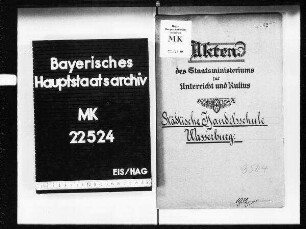 Bayerisches
Hauptstaatsarchiv
MK
22524
EIS/HAG
MK
Akten
des Staatsministeriums
für
Unterricht und Kultus
Städtische Handelsschule
Wasserburg.